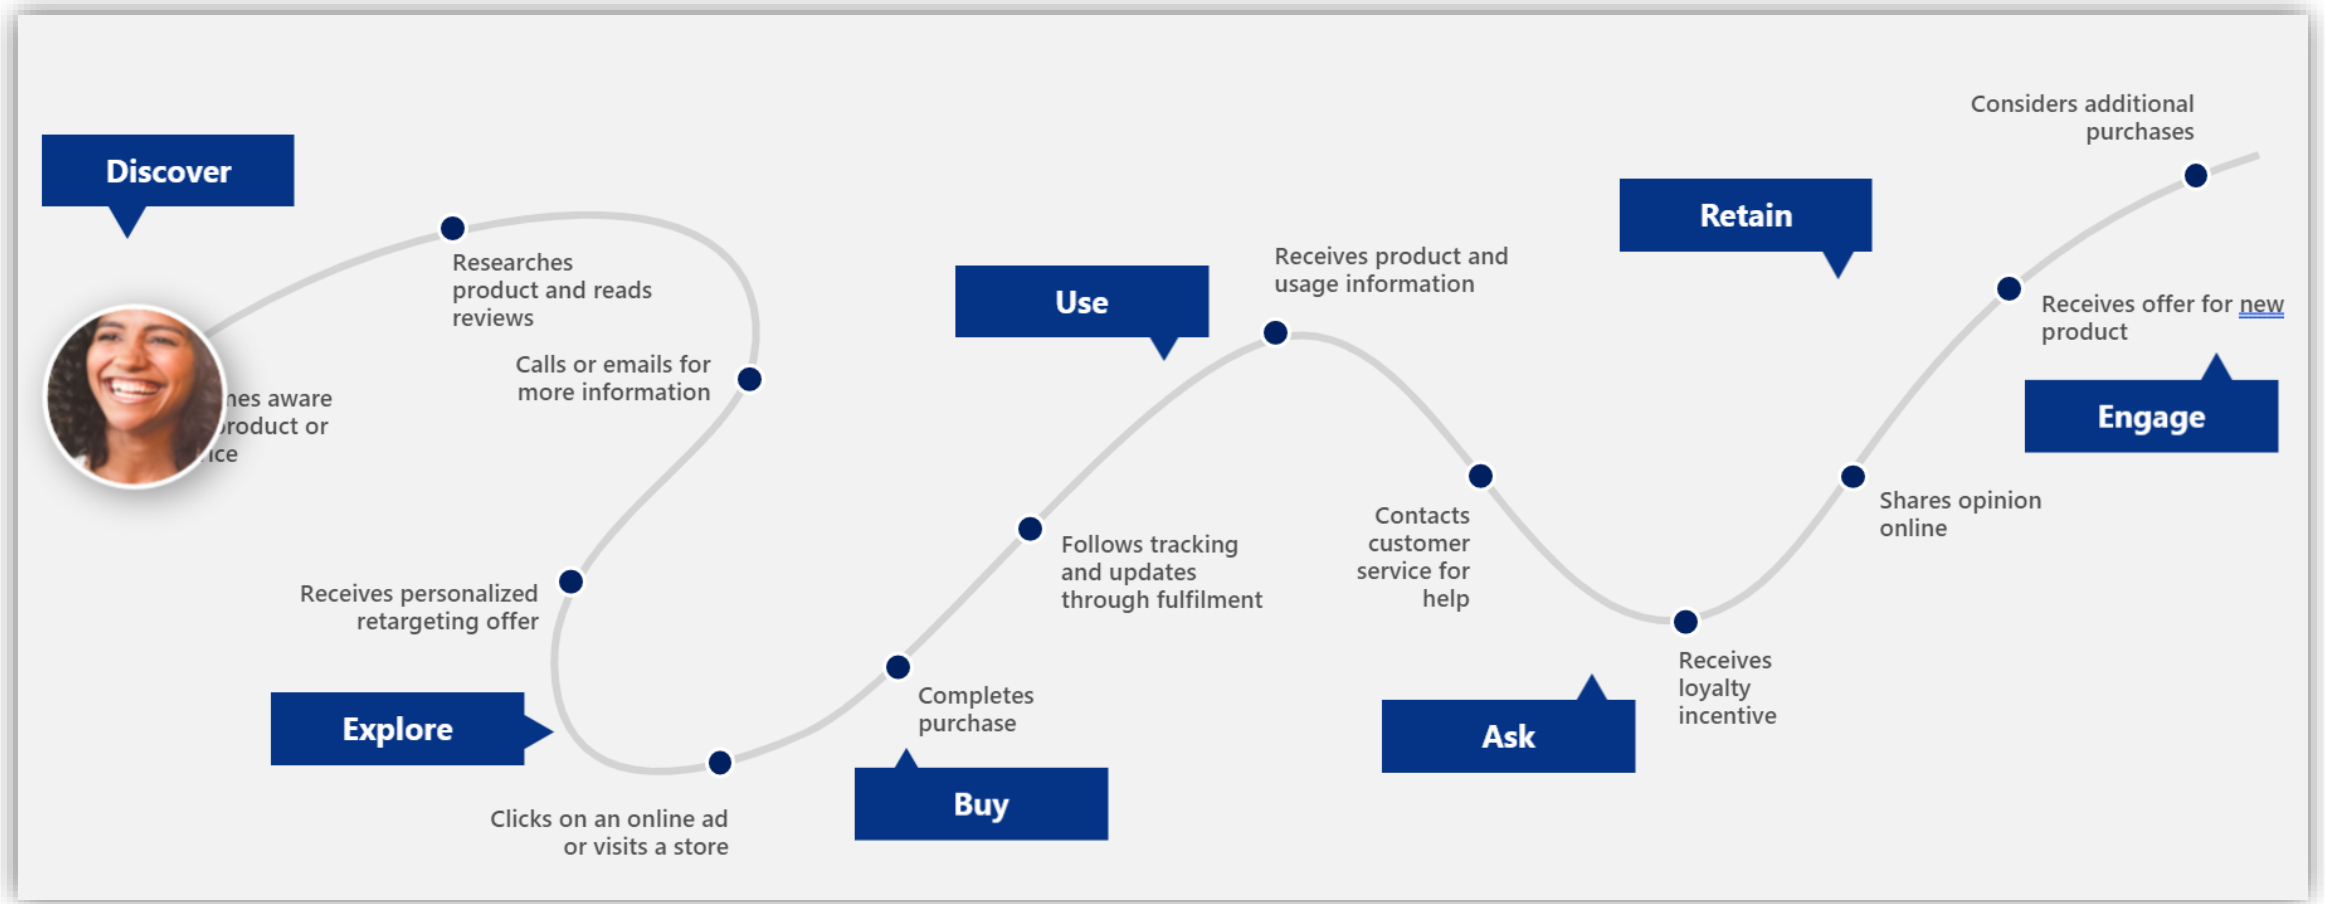 Discover
Researches
product and reads
reviews
Calls or emails for
more information
aware
or
Receives personalized
retargeting offer
Explore
Clicks on an online ad
or visits a store
Completes
purchase
Buy
Follows tracking
and updates
through fulfilment
Use
Receives product and
usage information
Contacts
customer
service for
help
Ask
Receives
loyalty
incentive
Shares opinion
online
Retain
Receives offer for new
product
Engage
Considers additional
purchases